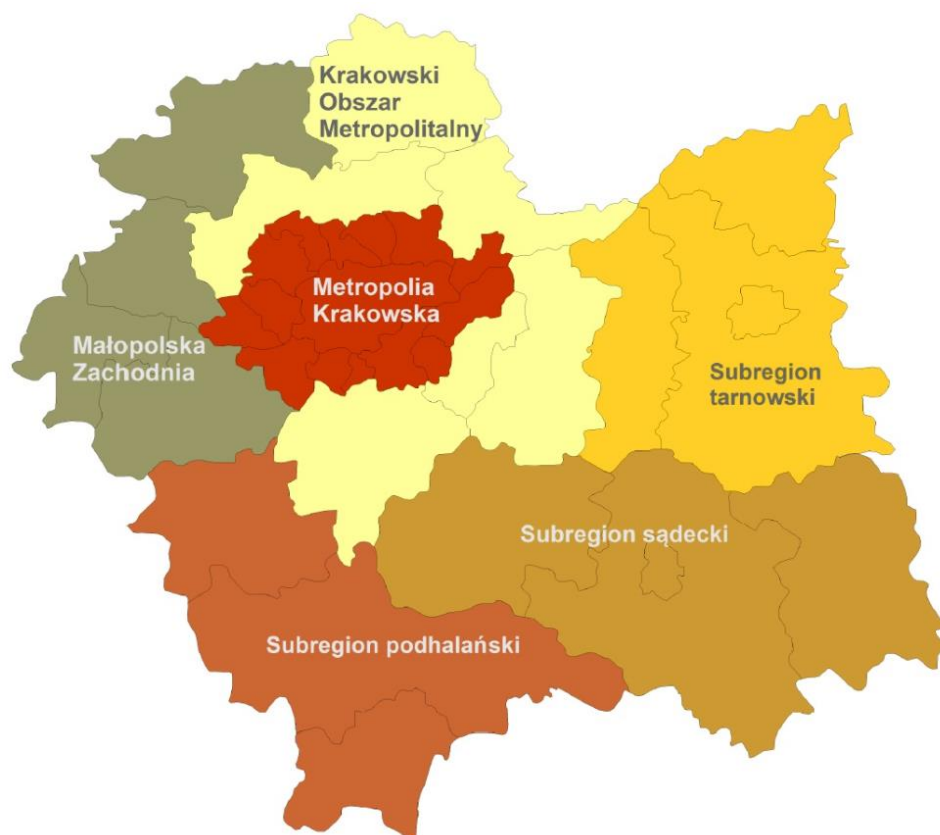 Krakowski
Obszar
Metropolitalny
Metropolia
Krakowska
Małopolska
Zachodnia
Subregion
tarnowski
Subregion sądecki
Subregion podhalański